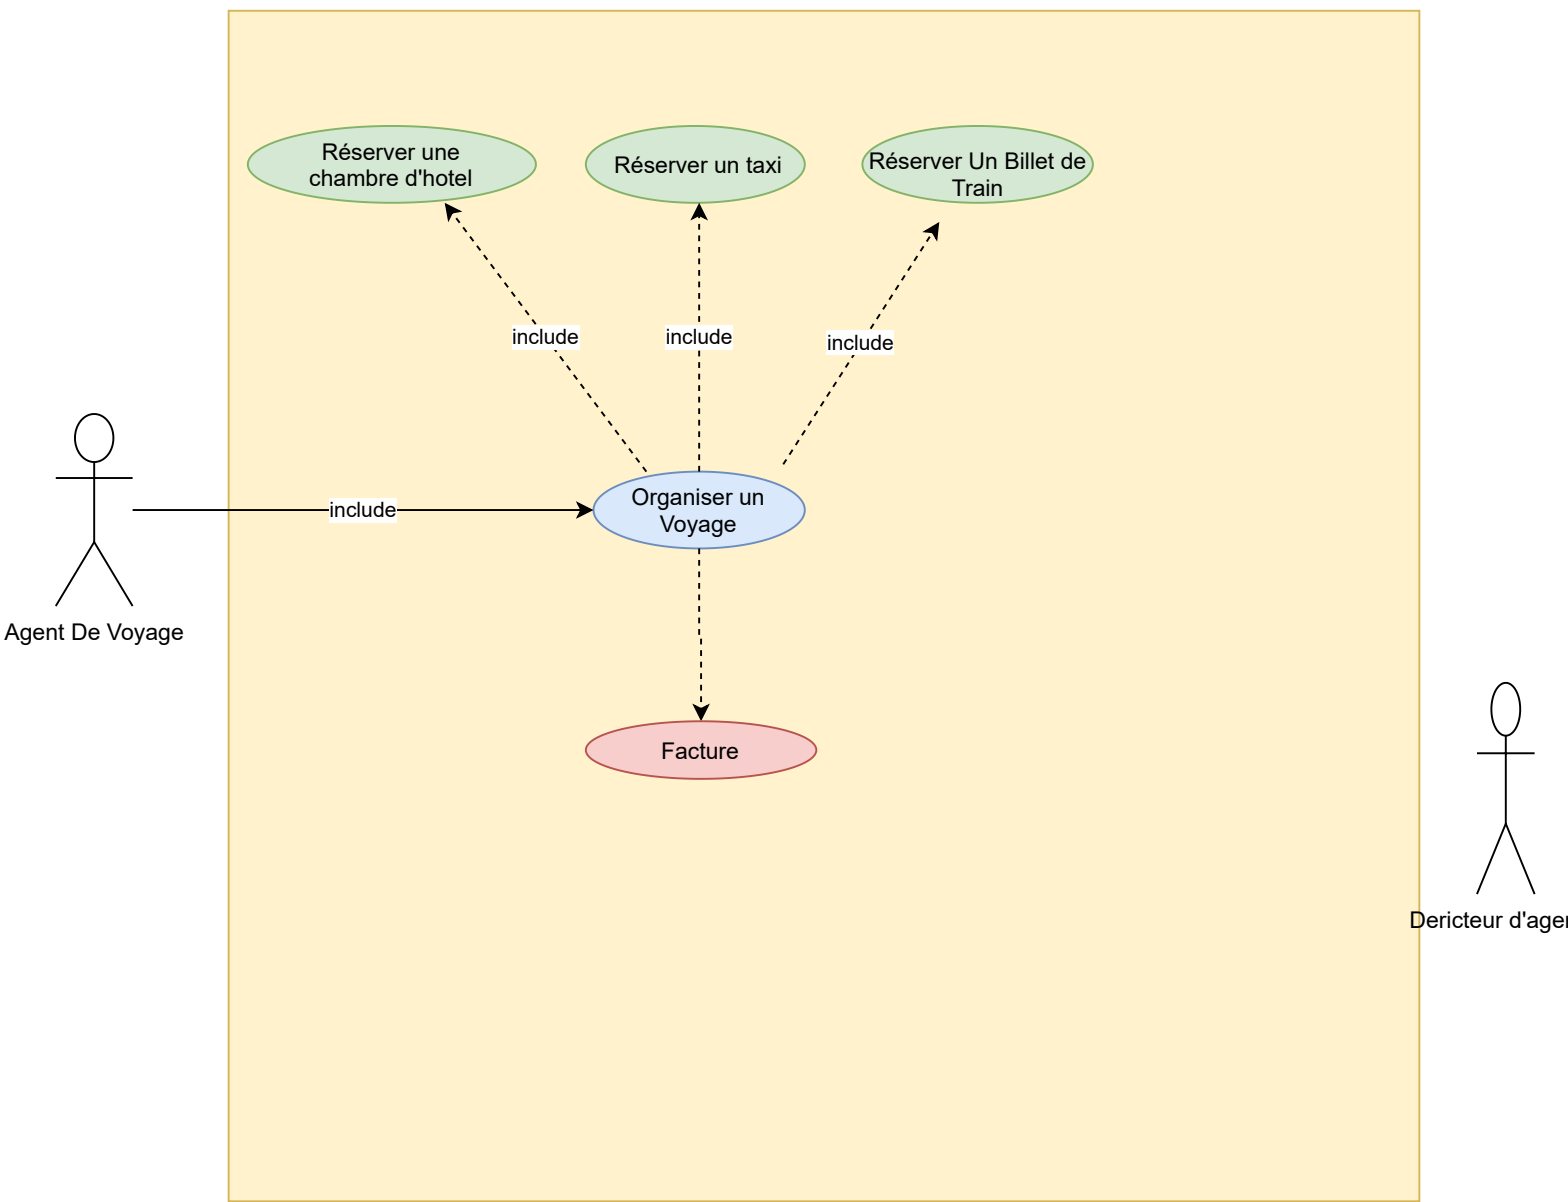 Réserver une
chambre d'hotel
Réserver un taxi
Réserver Un Billet de
Train
include
include
include
include
Organiser un
Voyage
Agent De Voyage
Facture
Dericteur d'agen